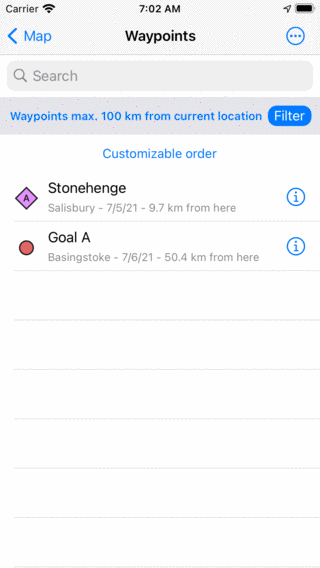 Carrier 7:02 AM
Map Waypoints
Search
Waypoints max. 100 km from current location Filter
Customizable order
A Stonehenge
Salisbury - 7/5/21 - 9.7 km from here
Goal A
Basingstoke - 7/6/21 - 50.4 km from here